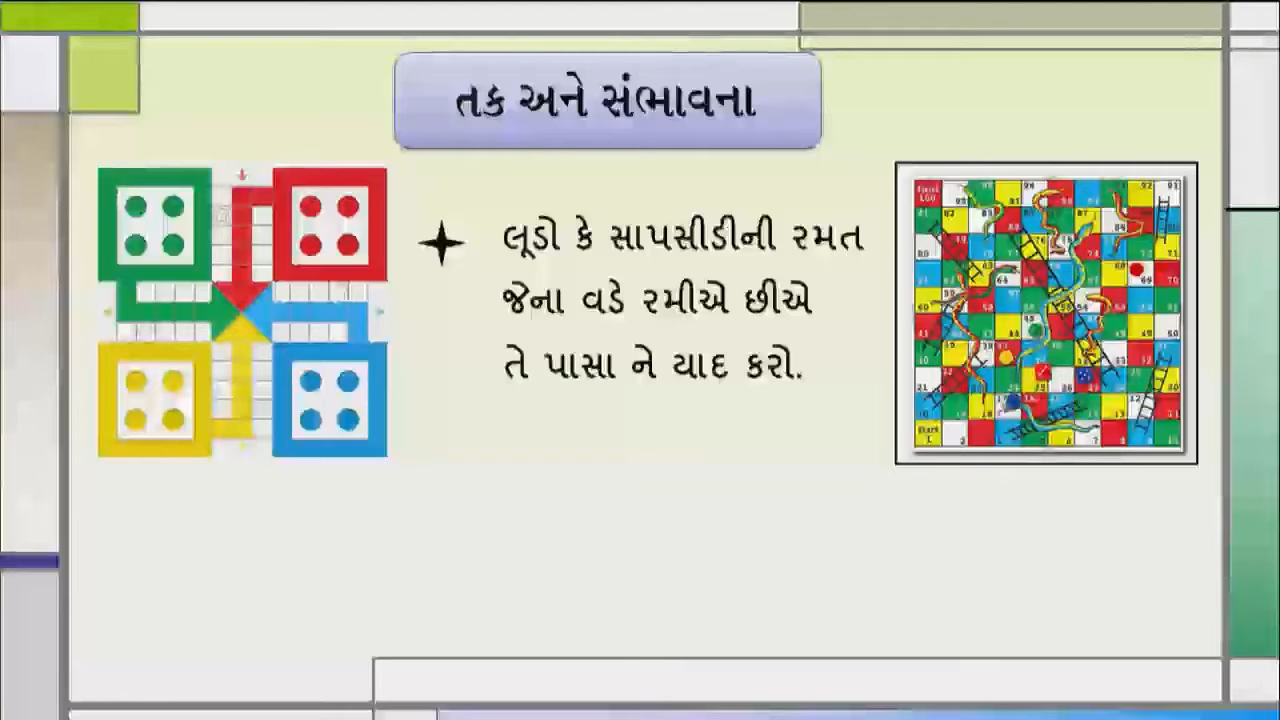 તક અને સંભાવના
લૂડો કે સાપસીડીની રમત
જેના વડે રમીએ છીએ
તે પાસા ને યાદ કરો.